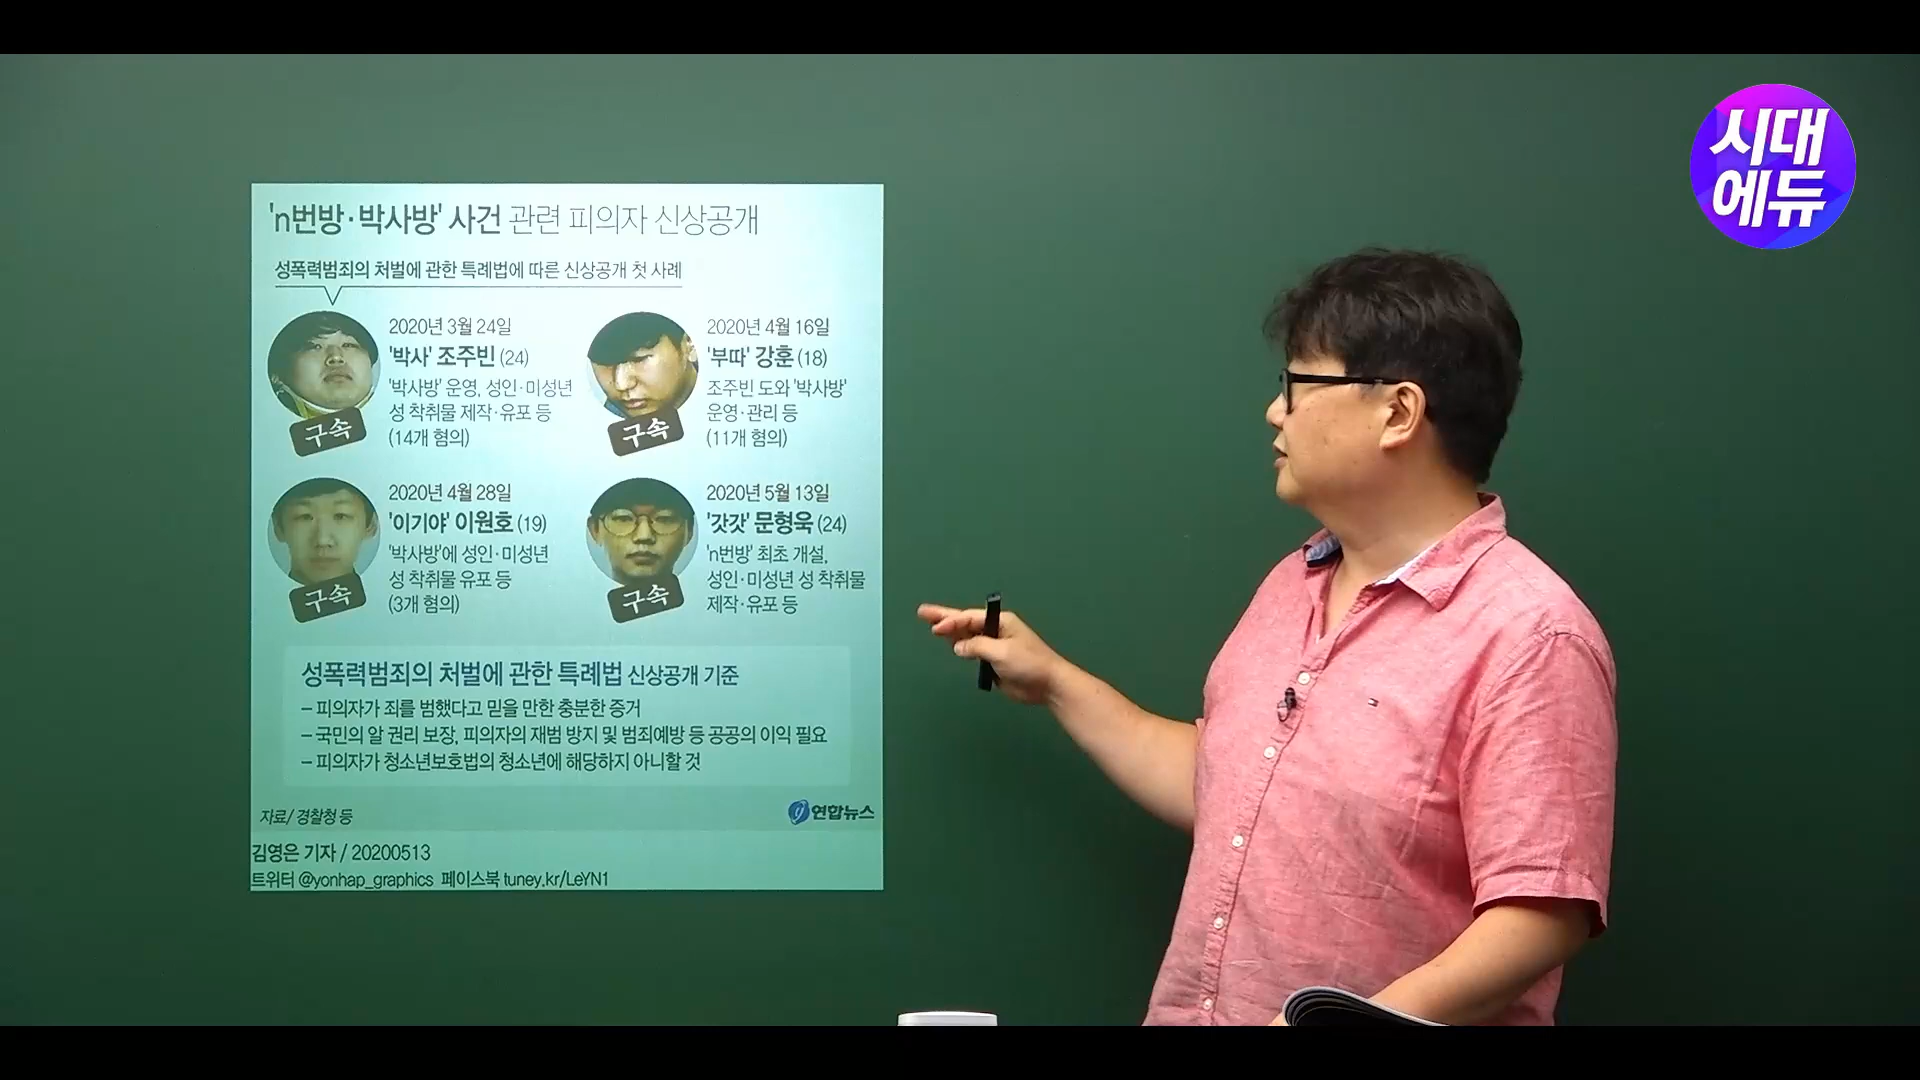 시대
에듀
'n번방·박사방' 사건 관련 피의자 신상공개
성폭력범죄의 처벌에 관한 특례법에 따른 신상공개 첫 사례
2020년 3월 24일
'박사' 조주빈 (24)
'박사방' 운영, 성인·미성년
성 착취물 제작·유포 등
(14개 혐의)
구속
2020년 4월 16일
'부따' 강훈 (18)
조주빈 도와 '박사방'
운영·관리 등
(11개 혐의)
구속
2020년 4월 28일
'이기야' 이원호 (19)
'박사방'에 성인·미성년
성 착취물 유포 등
(3개 혐의)
구속
2020년 5월 13일
'갓갓' 문형욱 (24)
'n번방' 최초 개설,
성인·미성년 성 착취물
제작·유포 등
구속
성폭력범죄의 처벌에 관한 특례법 신상공개 기준
– 피의자가 죄를 범했다고 믿을 만한 충분한 증거
– 국민의 알 권리 보장, 피의자의 재범 방지 및 범죄예방 등 공공의 이익 필요
– 피의자가 청소년보호법의 청소년에 해당하지 아니할 것
자료/ 경찰청 등
연합뉴스
김영은 기자 / 20200513
트위터 @yonhap_graphics 페이스북 tuney.kr/LeYN1